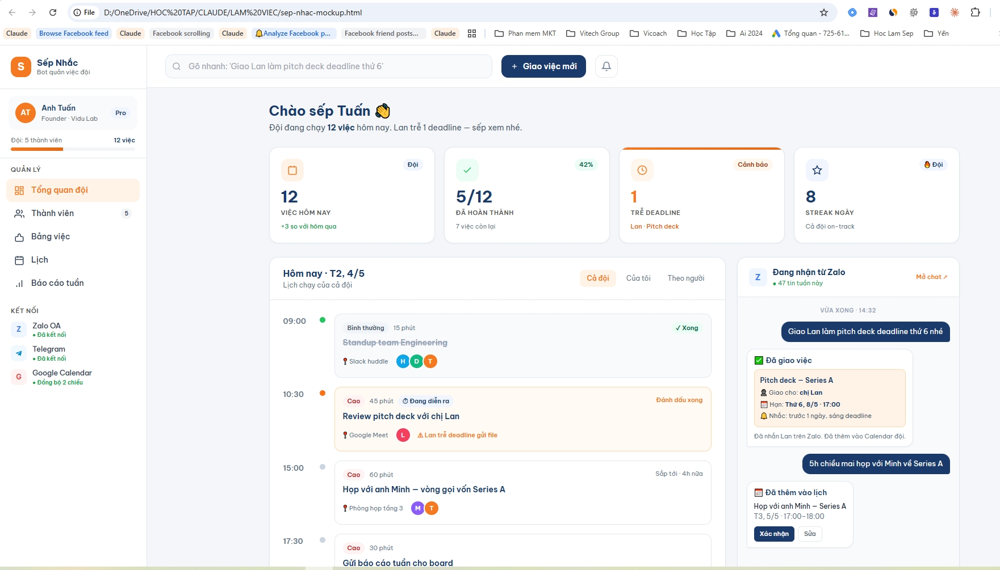 File
D:/OneDrive/HOC%20TAP/CLAUDE/LAM%20VIEC/sep-nhac-mockup.html
Claude
Browse Facebook feed
Claude
Facebook scrolling
Claude
🔔Analyze Facebook p...
Facebook friend posts...
Claude
Phan mem MKT
Vitech Group
Vicoach
Học Tập
Ai 2024
Tổng quan - 725-61...
Hoc Lam Sep
Yến
S
Sếp Nhắc
Bot quản việc đội
AT
Anh Tuấn
Founder · Vidu Lab
Pro
Đội: 5 thành viên
12 việc
QUẢN LÝ
Tổng quan đội
Thành viên
5
Bảng việc
Lịch
Báo cáo tuần
KẾT NỐI
Z
Zalo OA
● Đã kết nối
Telegram
● Đã kết nối
G
Google Calendar
● Đồng bộ 2 chiều
Gõ nhanh: 'Giao Lan làm pitch deck deadline thứ 6'
+ Giao việc mới
Chào sếp Tuấn 👋
Đội đang chạy 12 việc hôm nay. Lan trễ 1 deadline — sếp xem nhé.
Đội
12
VIỆC HÔM NAY
+3 so với hôm qua
42%
5/12
ĐÃ HOÀN THÀNH
7 việc còn lại
Cảnh báo
1
TRỄ DEADLINE
Lan · Pitch deck
🔥 Đội
8
STREAK NGÀY
Cả đội on-track
Hôm nay · T2, 4/5
Lịch chạy của cả đội
Cả đội
Của tôi
Theo người
09:00
Bình thường
15 phút
✓ Xong
Standup team Engineering
📍 Slack huddle
H
D
T
10:30
Cao
45 phút
⏱ Đang diễn ra
Đánh dấu xong
Review pitch deck với chị Lan
📍 Google Meet
L
⚠ Lan trễ deadline gửi file
15:00
Cao
60 phút
Sắp tới · 4h nữa
Họp với anh Minh — vòng gọi vốn Series A
📍 Phòng họp tầng 3
M
T
17:30
Cao
30 phút
Gửi báo cáo tuần cho board
Z
Đang nhận từ Zalo
● 47 tin tuần này
Mở chat ↗
VỪA XONG · 14:32
Giao Lan làm pitch deck deadline thứ 6 nhé
✅ Đã giao việc
Pitch deck — Series A
👤 Giao cho: chị Lan
📅 Hạn: Thứ 6, 8/5 · 17:00
🔔 Nhắc: trước 1 ngày, sáng deadline
Đã nhắn Lan trên Zalo. Đã thêm vào Calendar đội.
5h chiều mai họp với Minh về Series A
📅 Đã thêm vào lịch
Họp với anh Minh — Series A
T3, 5/5 · 17:00–18:00
Xác nhận
Sửa